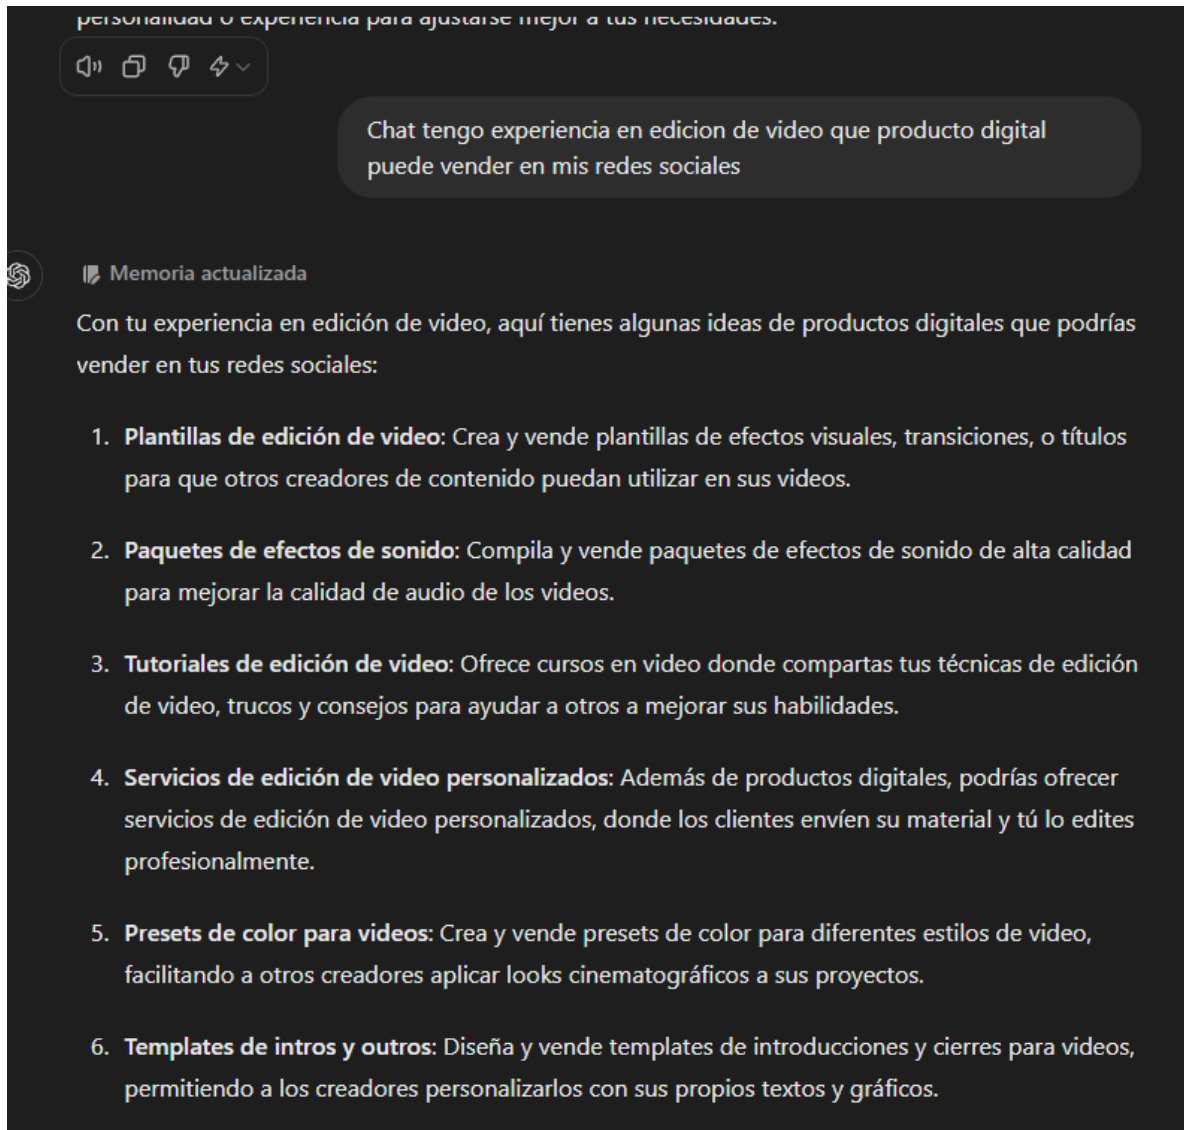 personalidad o experiencia para ajustarse mejor a tus necesidades.
Chat tengo experiencia en edicion de video que producto digital
puede vender en mis redes sociales
Memoria actualizada
Con tu experiencia en edición de video, aquí tienes algunas ideas de productos digitales que podrías
vender en tus redes sociales:
1. Plantillas de edición de video: Crea y vende plantillas de efectos visuales, transiciones, o títulos
para que otros creadores de contenido puedan utilizar en sus videos.
2. Paquetes de efectos de sonido: Compila y vende paquetes de efectos de sonido de alta calidad
para mejorar la calidad de audio de los videos.
3. Tutoriales de edición de video: Ofrece cursos en video donde compartas tus técnicas de edición
de video, trucos y consejos para ayudar a otros a mejorar sus habilidades.
4. Servicios de edición de video personalizados: Además de productos digitales, podrías ofrecer
servicios de edición de video personalizados, donde los clientes envíen su material y tú lo edites
profesionalmente.
5. Presets de color para videos: Crea y vende presets de color para diferentes estilos de video,
facilitando a otros creadores aplicar looks cinematográficos a sus proyectos.
6. Templates de intros y outros: Diseña y vende templates de introducciones y cierres para videos,
permitiendo a los creadores personalizarlos con sus propios textos y gráficos.